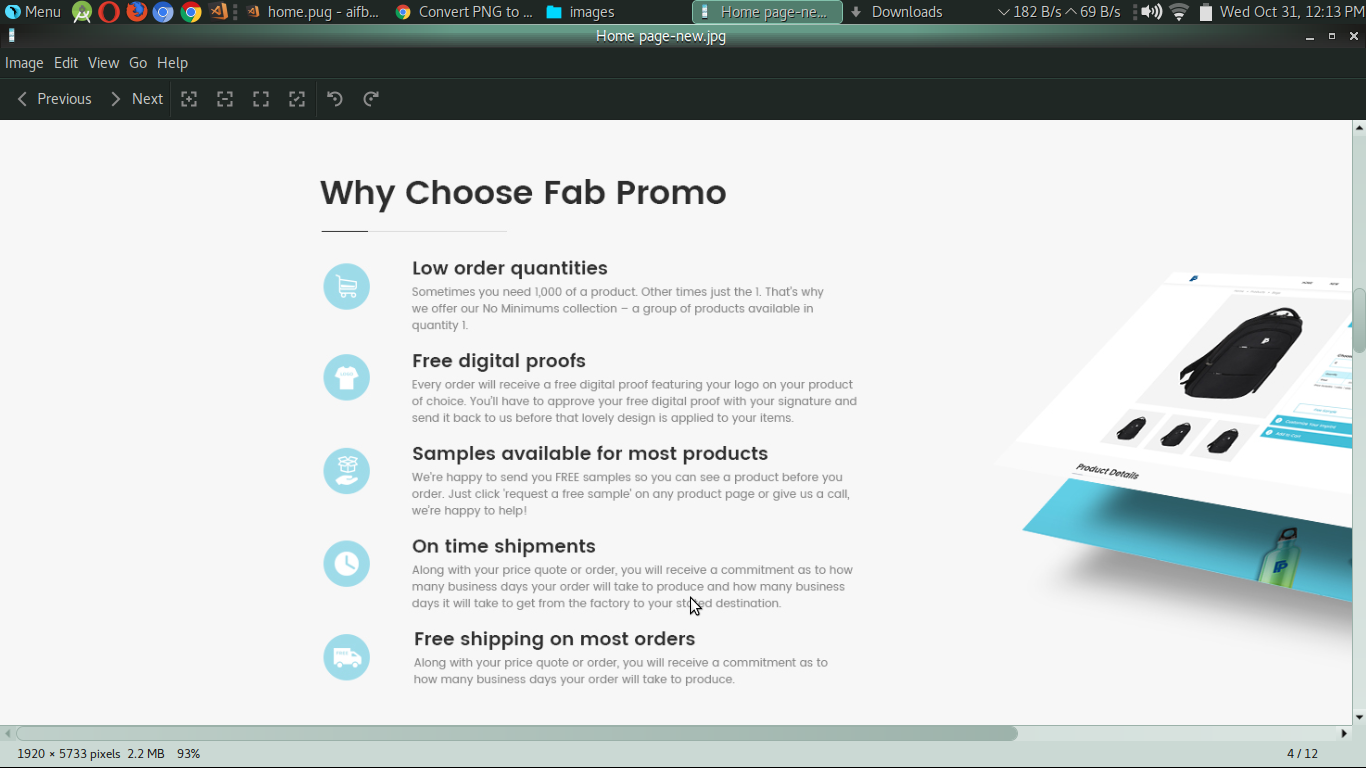 Menu
home.pug - aifb...
Convert PNG to ...
images
Home page-ne...
Downloads
182 B/s 69 B/s
Wed Oct 31, 12:13 PM
Home page-new.jpg
Image Edit View Go Help
Previous Next
Why Choose Fab Promo
Low order quantities
Sometimes you need 1,000 of a product. Other times just the 1. That's why
we offer our No Minimums collection – a group of products available in
quantity 1.
Free digital proofs
Every order will receive a free digital proof featuring your logo on your product
of choice. You'll have to approve your free digital proof with your signature and
send it back to us before that lovely design is applied to your items.
Samples available for most products
We're happy to send you FREE samples so you can see a product before you
order. Just click 'request a free sample' on any product page or give us a call,
we're happy to help!
On time shipments
Along with your price quote or order, you will receive a commitment as to how
many business days your order will take to produce and how many business
days it will take to get from the factory to your stated destination.
Free shipping on most orders
Along with your price quote or order, you will receive a commitment as to
how many business days your order will take to produce.
Product Details
1920 × 5733 pixels 2.2 MB 93%
4 / 12